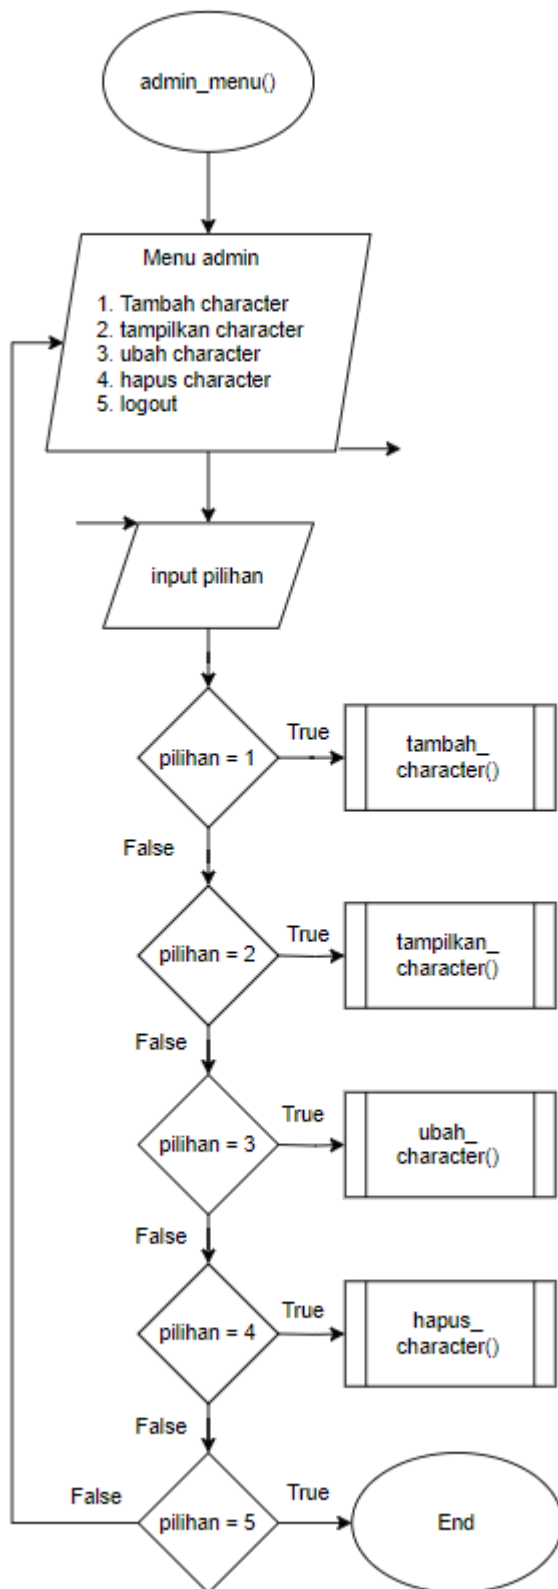 admin_menu()
Menu admin
1. Tambah character
2. tampilkan character
3. ubah character
4. hapus character
5. logout
input pilihan
pilihan = 1
True
tambah_
character()
False
pilihan = 2
True
tampilkan_
character()
False
pilihan = 3
True
ubah_
character()
False
pilihan = 4
True
hapus_
character()
False
False
pilihan = 5
True
End